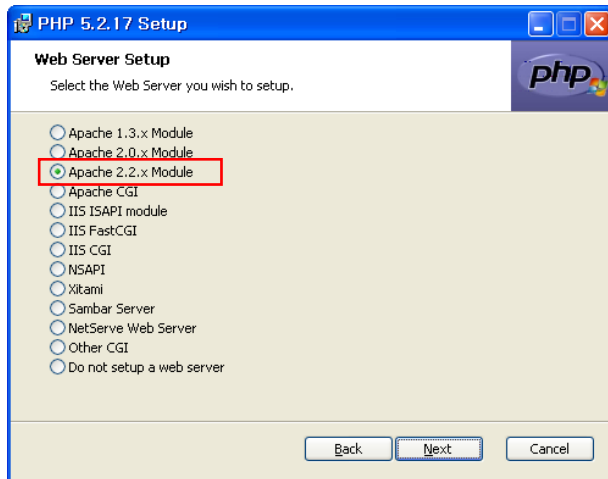 PHP 5.2.17 Setup
Web Server Setup
Select the Web Server you wish to setup.
php
Apache 1.3.x Module
Apache 2.0.x Module
Apache 2.2.x Module
Apache CGI
IIS ISAPI module
IIS FastCGI
IIS CGI
NSAPI
Xitami
Sambar Server
NetServe Web Server
Other CGI
Do not setup a web server
Back Next Cancel